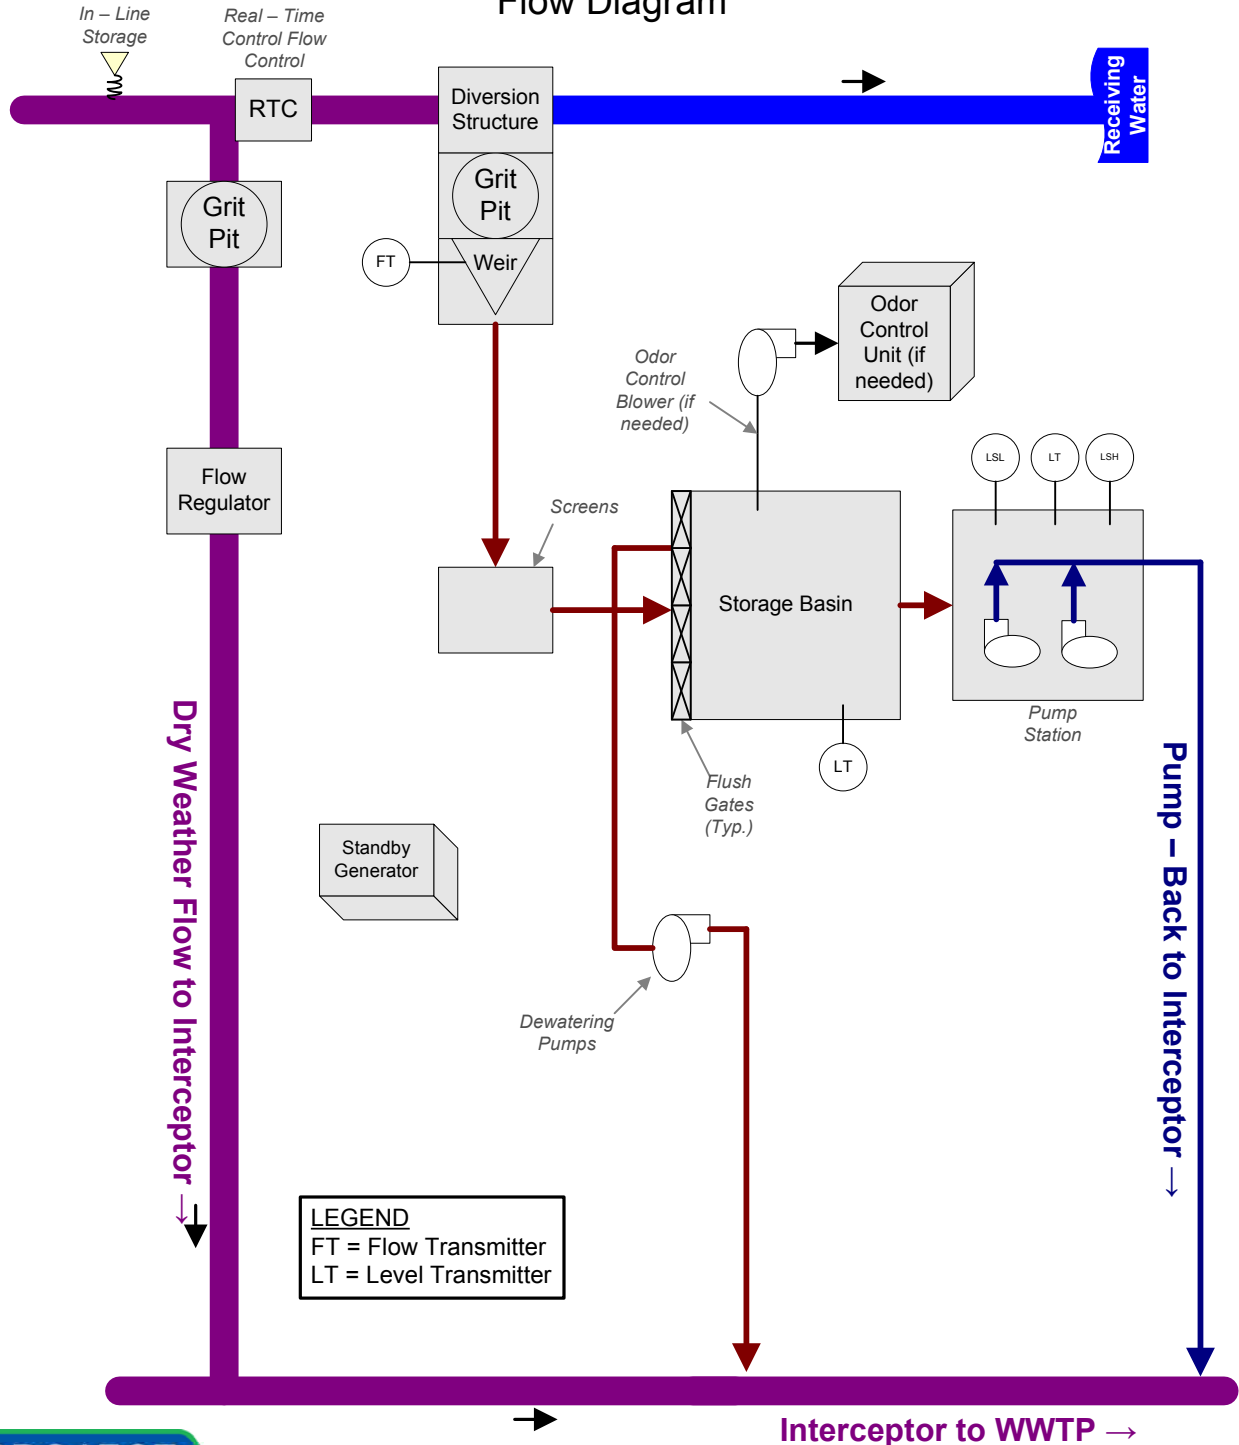 Flow Diagram
In – Line
Storage
Real – Time
Control Flow
Control
RTC
Diversion
Structure
Receiving
Water
Grit
Pit
Grit
Pit
FT
Weir
Odor
Control
Unit (if
needed)
Odor
Control
Blower (if
needed)
Flow
Regulator
LSL
LT
LSH
Screens
Storage Basin
Pump
Station
LT
Flush
Gates
(Typ.)
Dry Weather Flow to Interceptor →
Pump – Back to Interceptor →
Standby
Generator
Dewatering
Pumps
LEGEND
FT = Flow Transmitter
LT = Level Transmitter
Interceptor to WWTP →